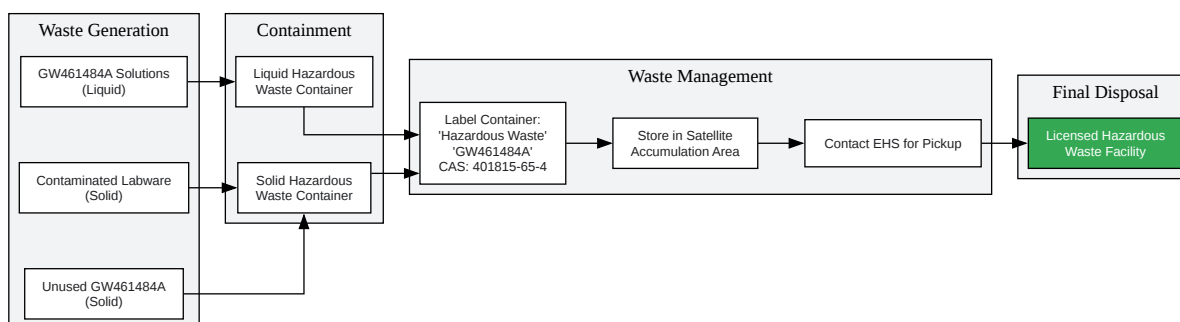 Waste Generation
GW461484A Solutions
(Liquid)
Contaminated Labware
(Solid)
Unused GW461484A
(Solid)
Containment
Liquid Hazardous
Waste Container
Solid Hazardous
Waste Container
Waste Management
Label Container:
'Hazardous Waste'
'GW461484A'
CAS: 401815-65-4
Store in Satellite
Accumulation Area
Contact EHS for Pickup
Final Disposal
Licensed Hazardous
Waste Facility